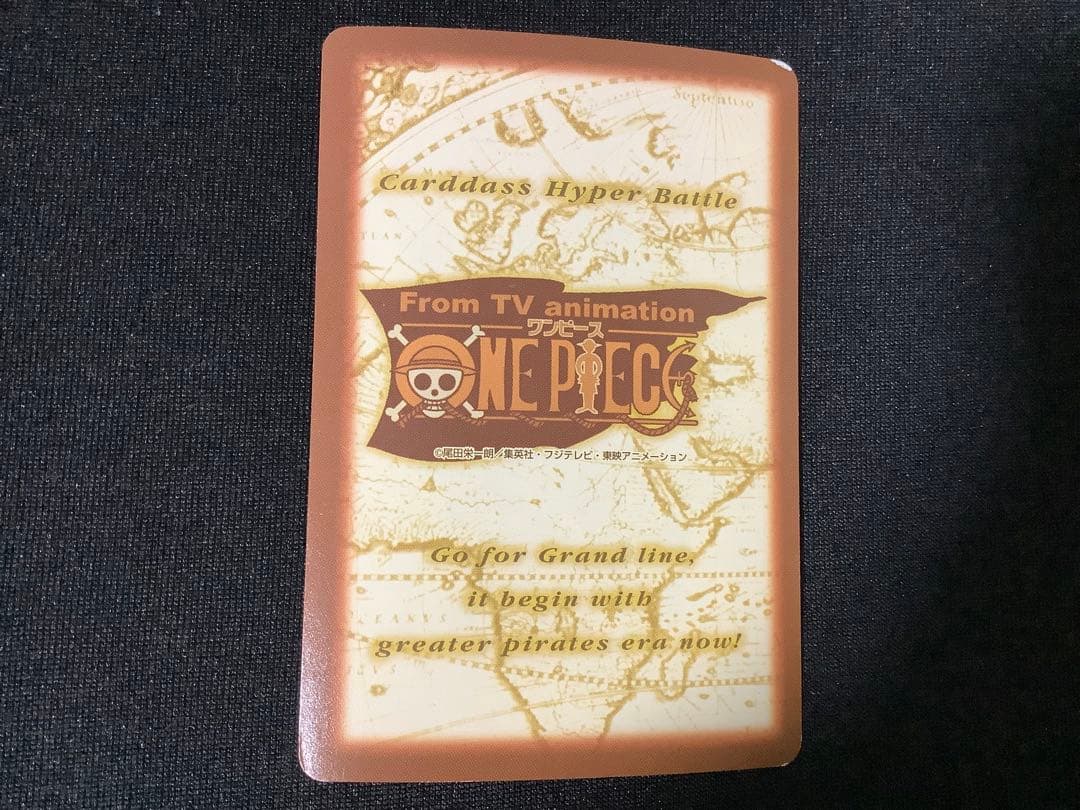 Septentrio
Carddass Hyper Battle
From TV animation
ワンピース
ONE PIECE
©尾田栄一朗／集英社・フジテレビ・東映アニメーション
Go for Grand line,
it begin with
greater pirates era now!